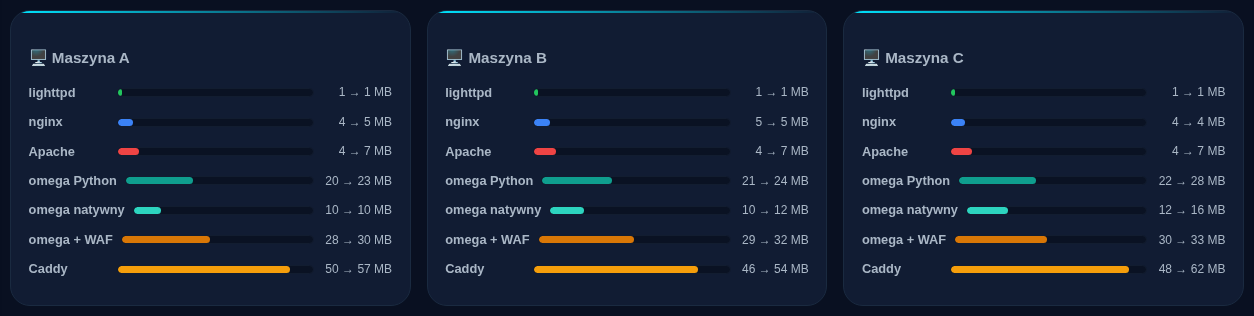 Maszyna A
lighttpd 1 → 1 MB
nginx 4 → 5 MB
Apache 4 → 7 MB
omega Python 20 → 23 MB
omega natywny 10 → 10 MB
omega + WAF 28 → 30 MB
Caddy 50 → 57 MB
Maszyna B
lighttpd 1 → 1 MB
nginx 5 → 5 MB
Apache 4 → 7 MB
omega Python 21 → 24 MB
omega natywny 10 → 12 MB
omega + WAF 29 → 32 MB
Caddy 46 → 54 MB
Maszyna C
lighttpd 1 → 1 MB
nginx 4 → 4 MB
Apache 4 → 7 MB
omega Python 22 → 28 MB
omega natywny 12 → 16 MB
omega + WAF 30 → 33 MB
Caddy 48 → 62 MB